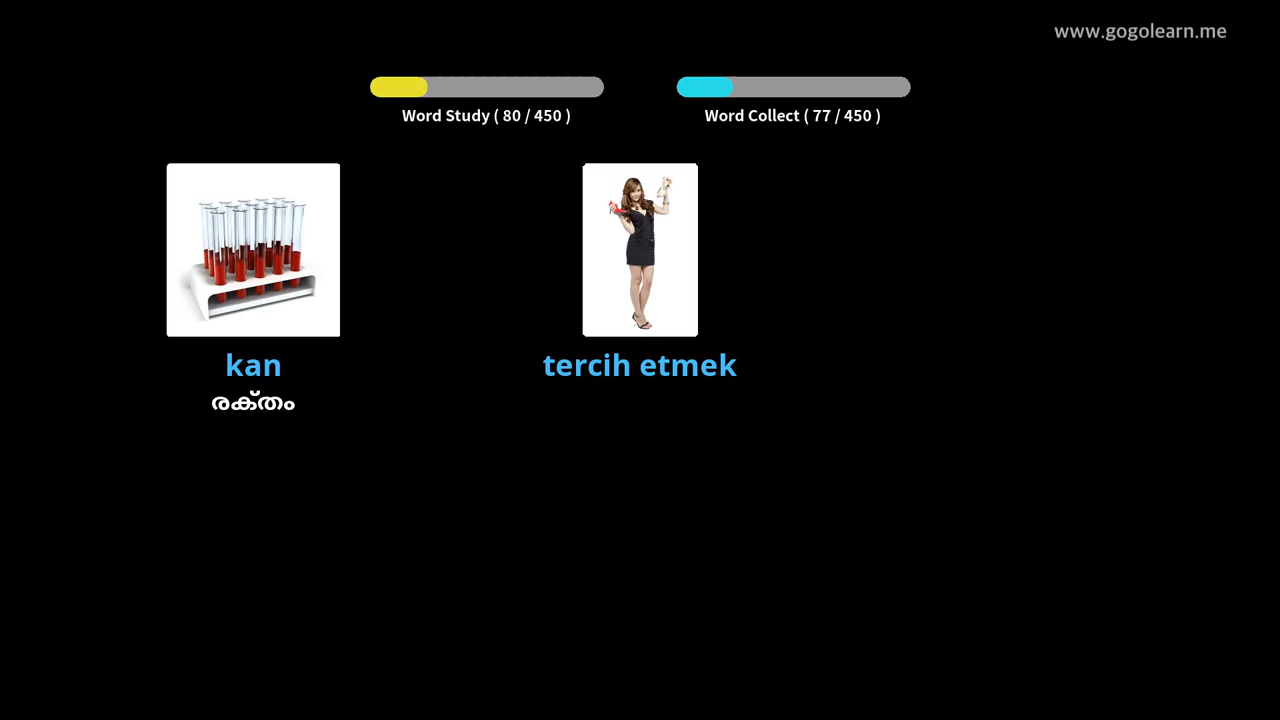 www.gogolearn.me
Word Study ( 80 / 450 )
Word Collect ( 77 / 450 )
kan
tercih etmek
രക്തം